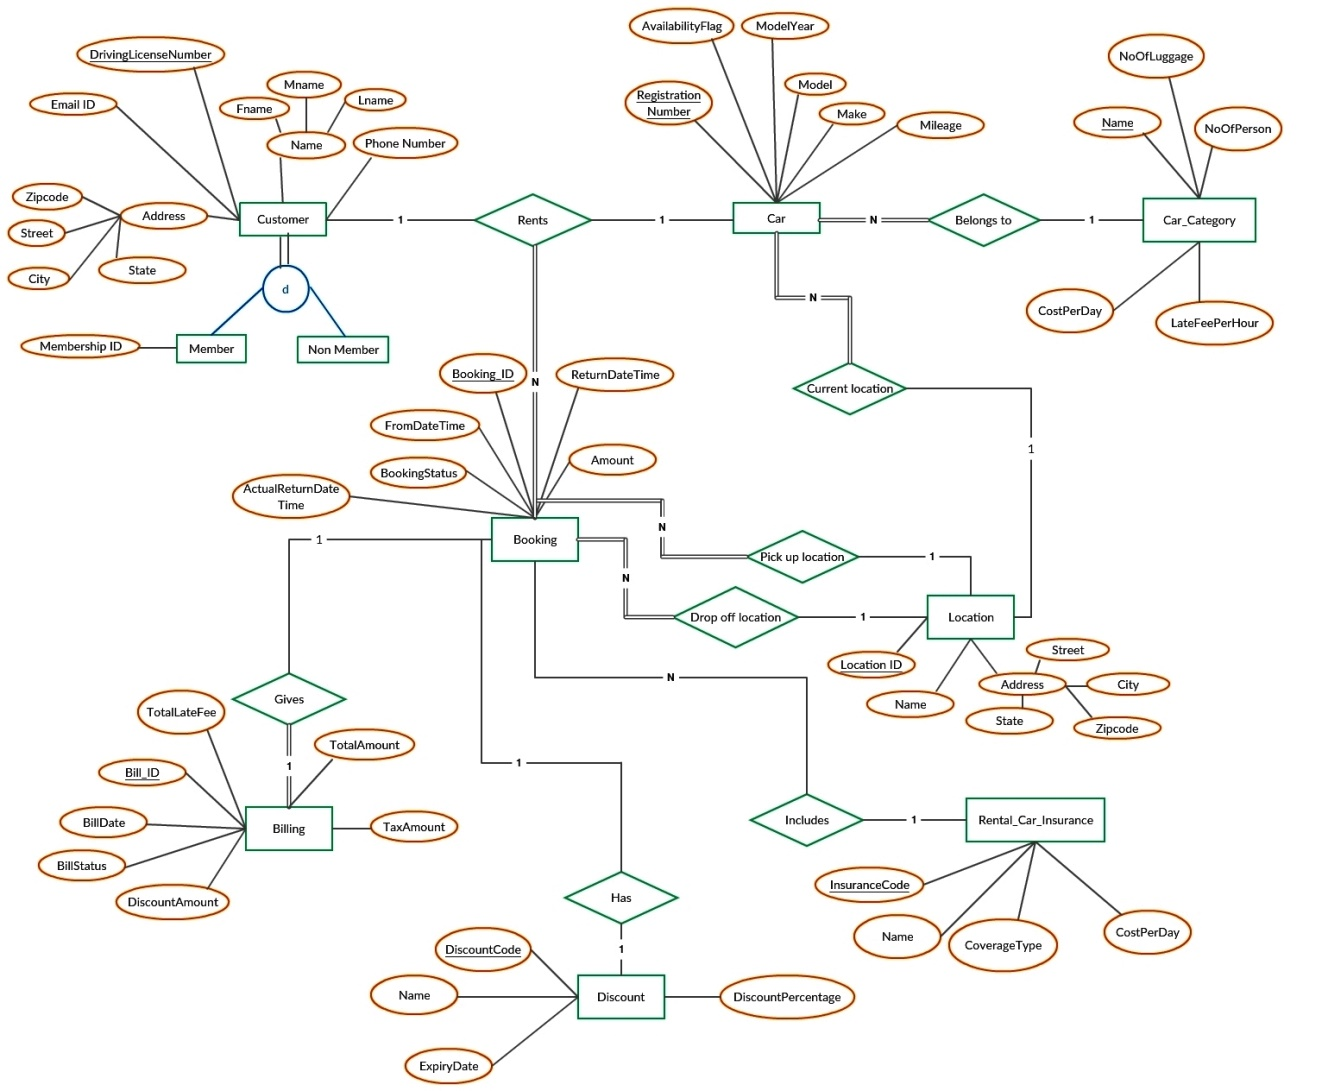 AvailabilityFlag
ModelYear
DrivingLicenseNumber
NoOfLuggage
Mname
Model
Email ID
Fname
Lname
Registration
Number
Make
Name
NoOfPerson
Mileage
Name
Phone Number
Zipcode
Address
Customer
1
Rents
1
Car
N
Belongs to
1
Car_Category
Street
City
State
d
N
CostPerDay
LateFeePerHour
Membership ID
Member
Non Member
Booking_ID
ReturnDateTime
N
Current location
FromDateTime
1
BookingStatus
Amount
ActualReturnDate
Time
N
1
Booking
Pick up location
1
N
Drop off location
1
Location
Street
Location ID
N
Address
City
Gives
Name
State
Zipcode
TotalLateFee
TotalAmount
1
1
Bill_ID
BillDate
Billing
TaxAmount
Includes
1
Rental_Car_Insurance
BillStatus
InsuranceCode
DiscountAmount
Has
Name
CoverageType
CostPerDay
1
DiscountCode
Name
Discount
DiscountPercentage
ExpiryDate